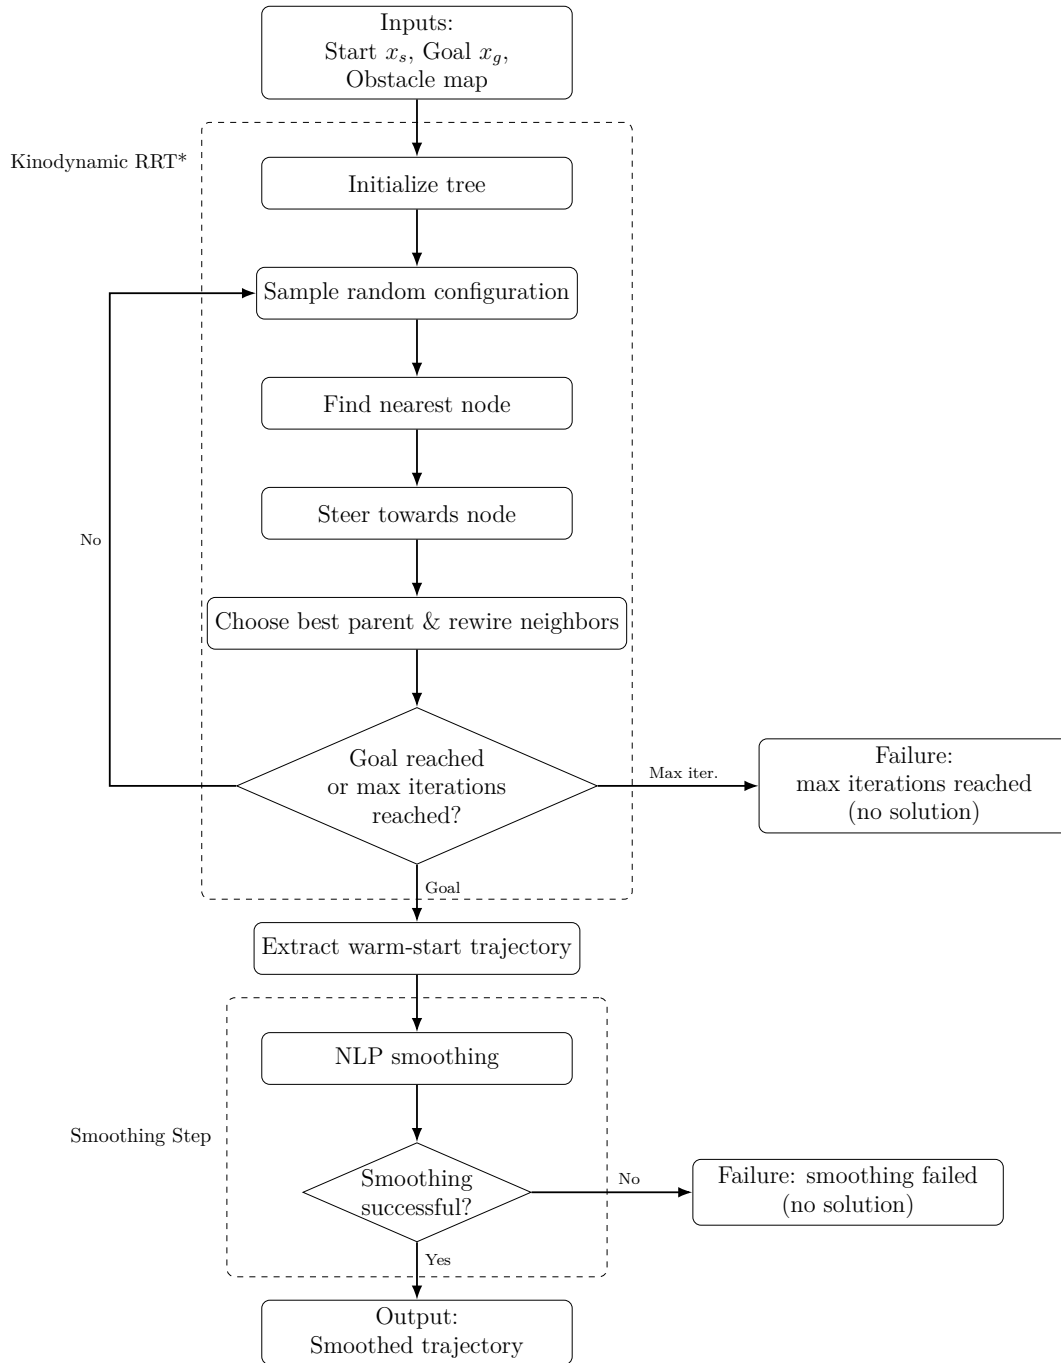 Inputs:
Start $x_s$, Goal $x_g$,
Obstacle map
Kinodynamic RRT*
Initialize tree
Sample random configuration
Find nearest node
Steer towards node
No
Choose best parent & rewire neighbors
Goal reached
or max iterations
reached?
Max iter.
Failure:
max iterations reached
(no solution)
Goal
Extract warm-start trajectory
NLP smoothing
Smoothing Step
Smoothing
successful?
No
Failure: smoothing failed
(no solution)
Yes
Output:
Smoothed trajectory